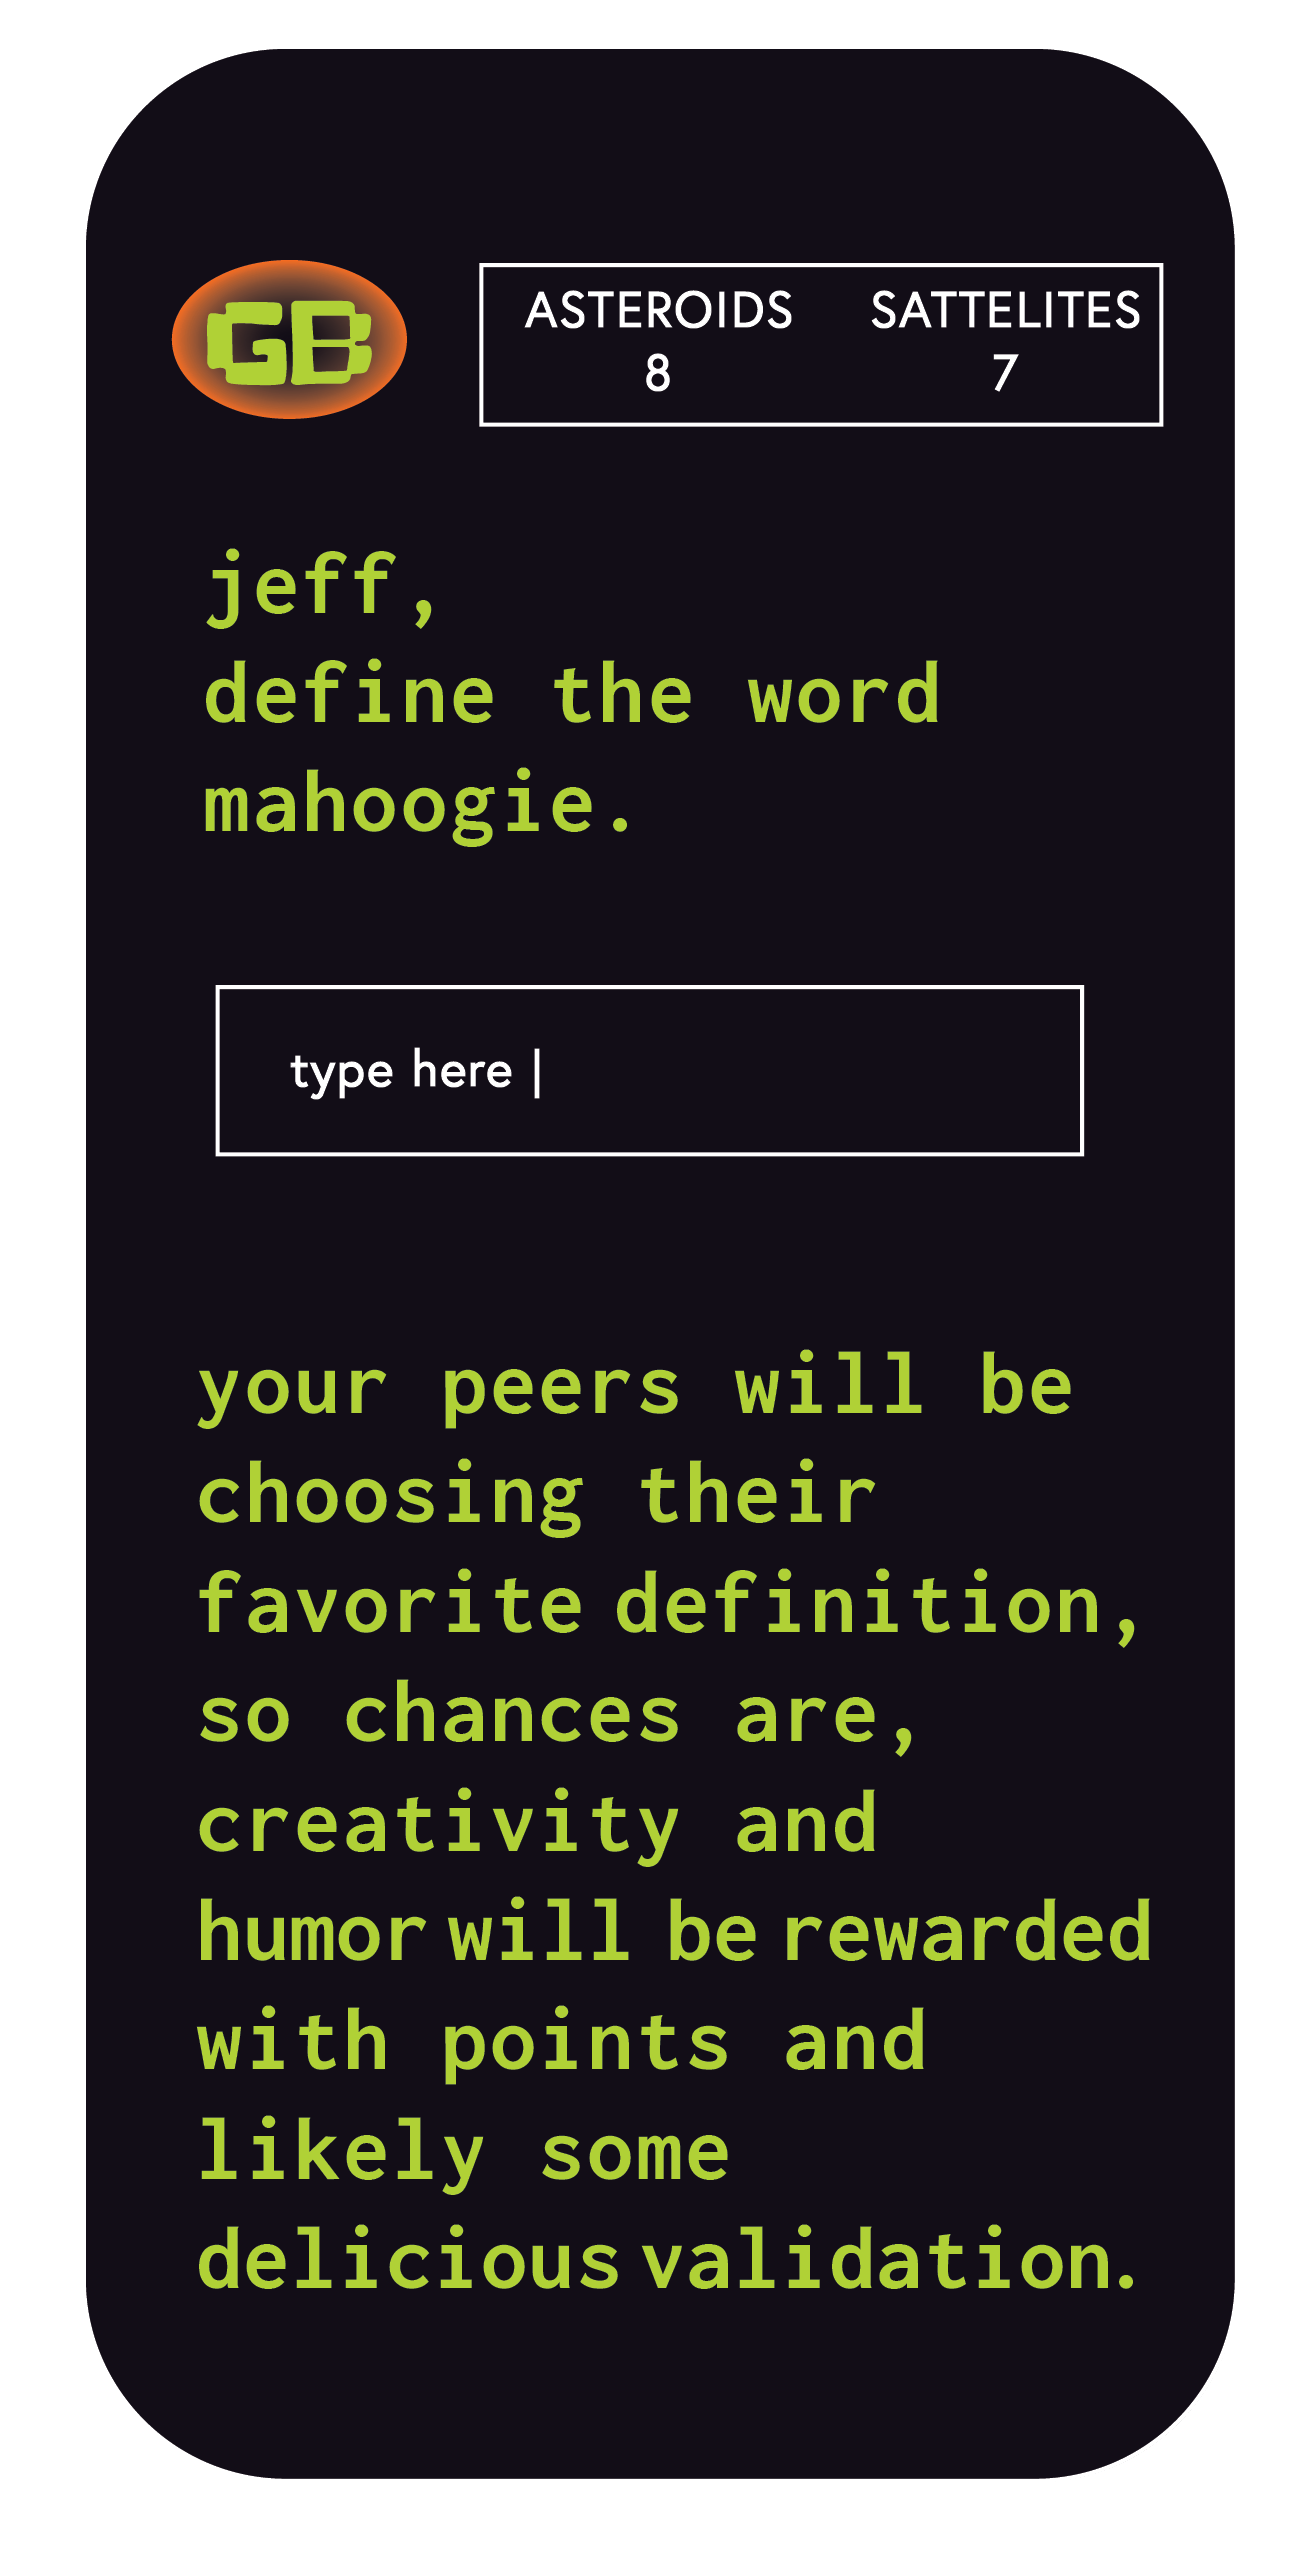 GB
ASTEROIDS SATTELITES
8 7
jeff,
define the word
mahoogie.
type here |
your peers will be
choosing their
favorite definition,
so chances are,
creativity and
humor will be rewarded
with points and
likely some
delicious validation.